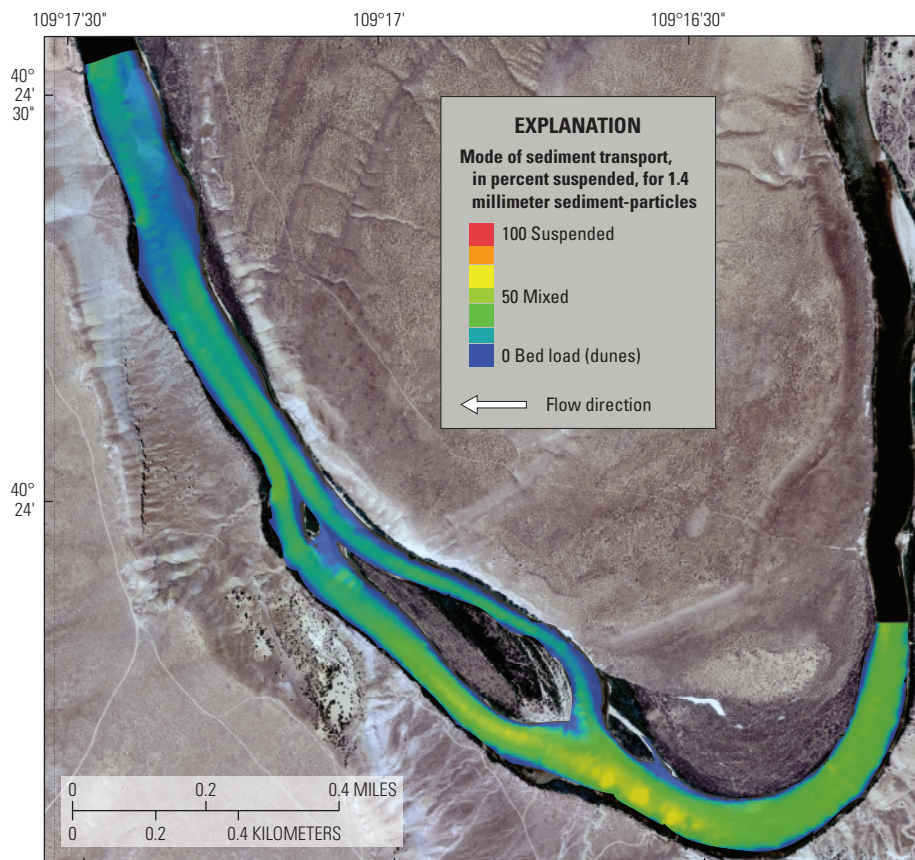 109°17'30"
109°17'
109°16'30"
40°
24'
30"
EXPLANATION
Mode of sediment transport,
in percent suspended, for 1.4
millimeter sediment-particles
100 Suspended
50 Mixed
0 Bed load (dunes)
Flow direction
40°
24'
0 0.2 0.4 MILES
0 0.2 0.4 KILOMETERS